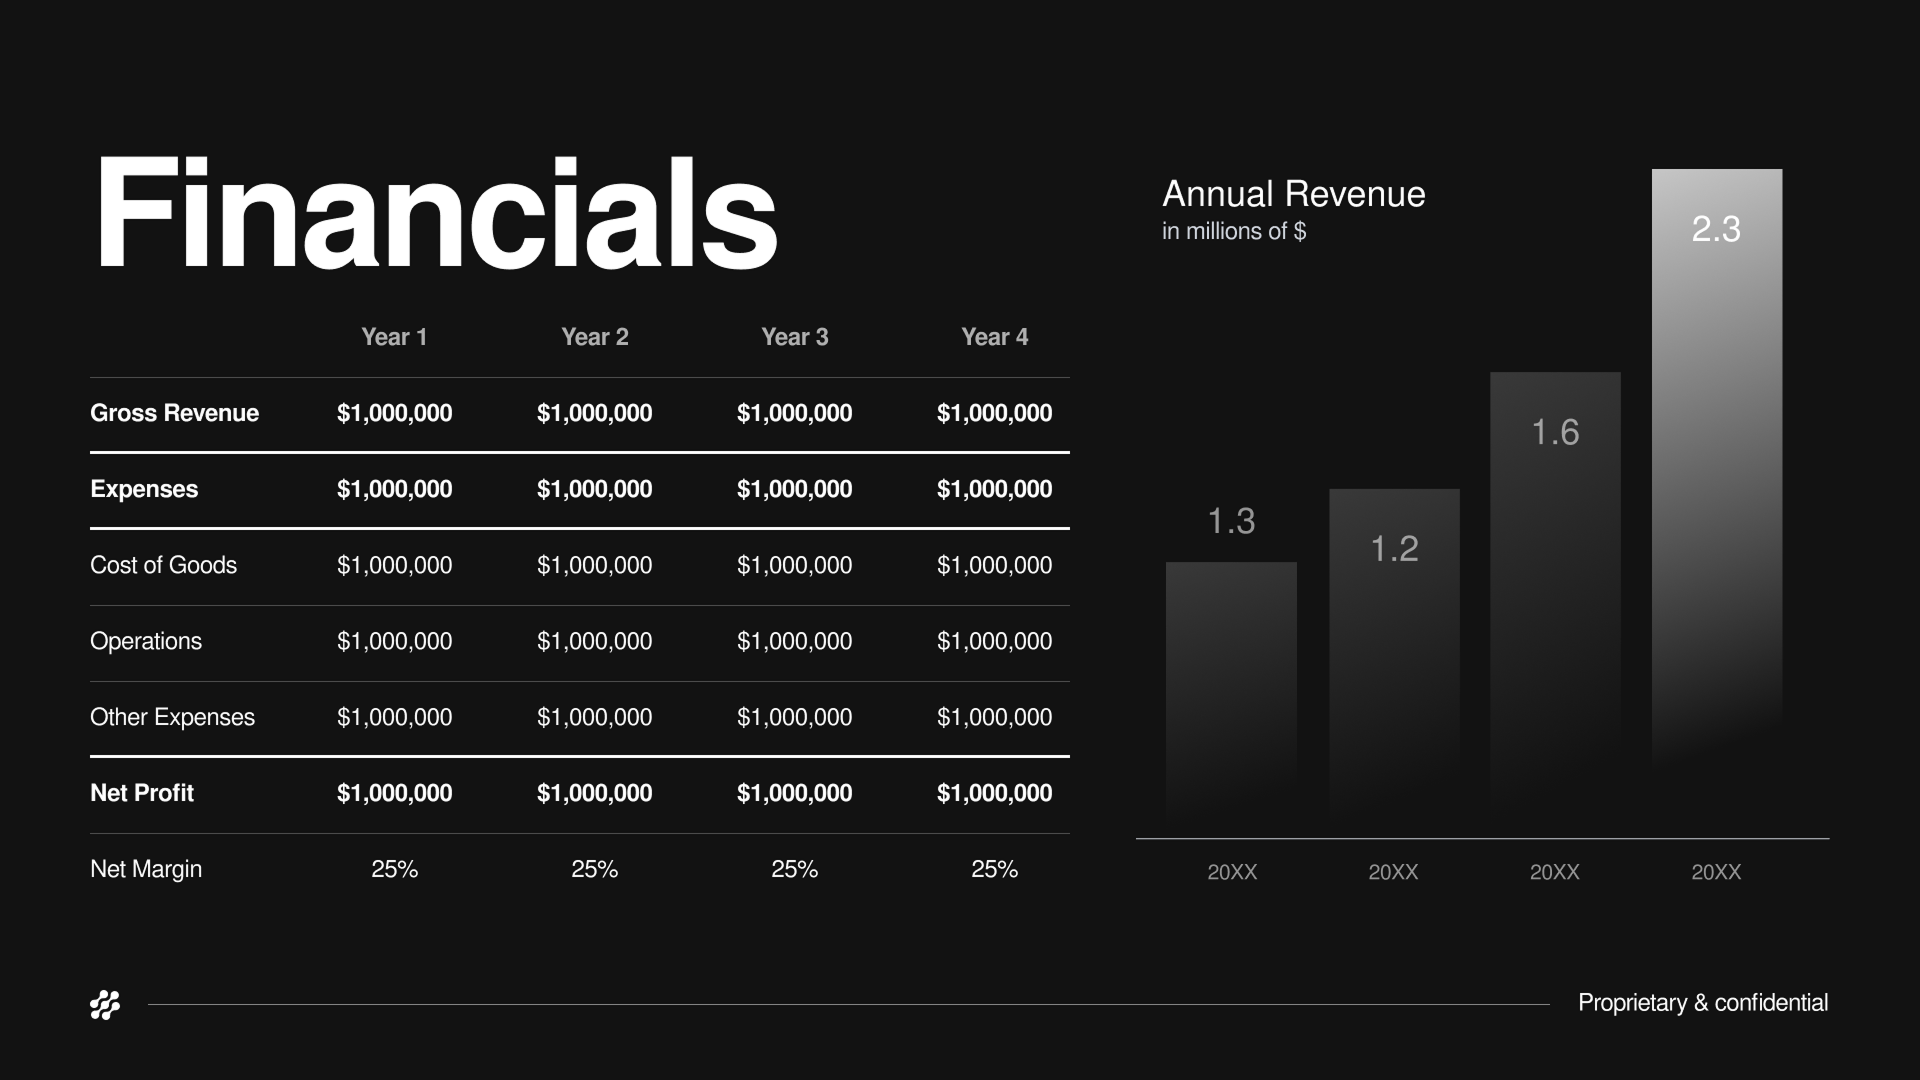 Financials
Year 1 Year 2 Year 3 Year 4
Gross Revenue $1,000,000 $1,000,000 $1,000,000 $1,000,000
Expenses $1,000,000 $1,000,000 $1,000,000 $1,000,000
Cost of Goods $1,000,000 $1,000,000 $1,000,000 $1,000,000
Operations $1,000,000 $1,000,000 $1,000,000 $1,000,000
Other Expenses $1,000,000 $1,000,000 $1,000,000 $1,000,000
Net Profit $1,000,000 $1,000,000 $1,000,000 $1,000,000
Net Margin 25% 25% 25% 25%
Annual Revenue
in millions of $
1.3
1.2
1.6
2.3
20XX 20XX 20XX 20XX
Proprietary & confidential